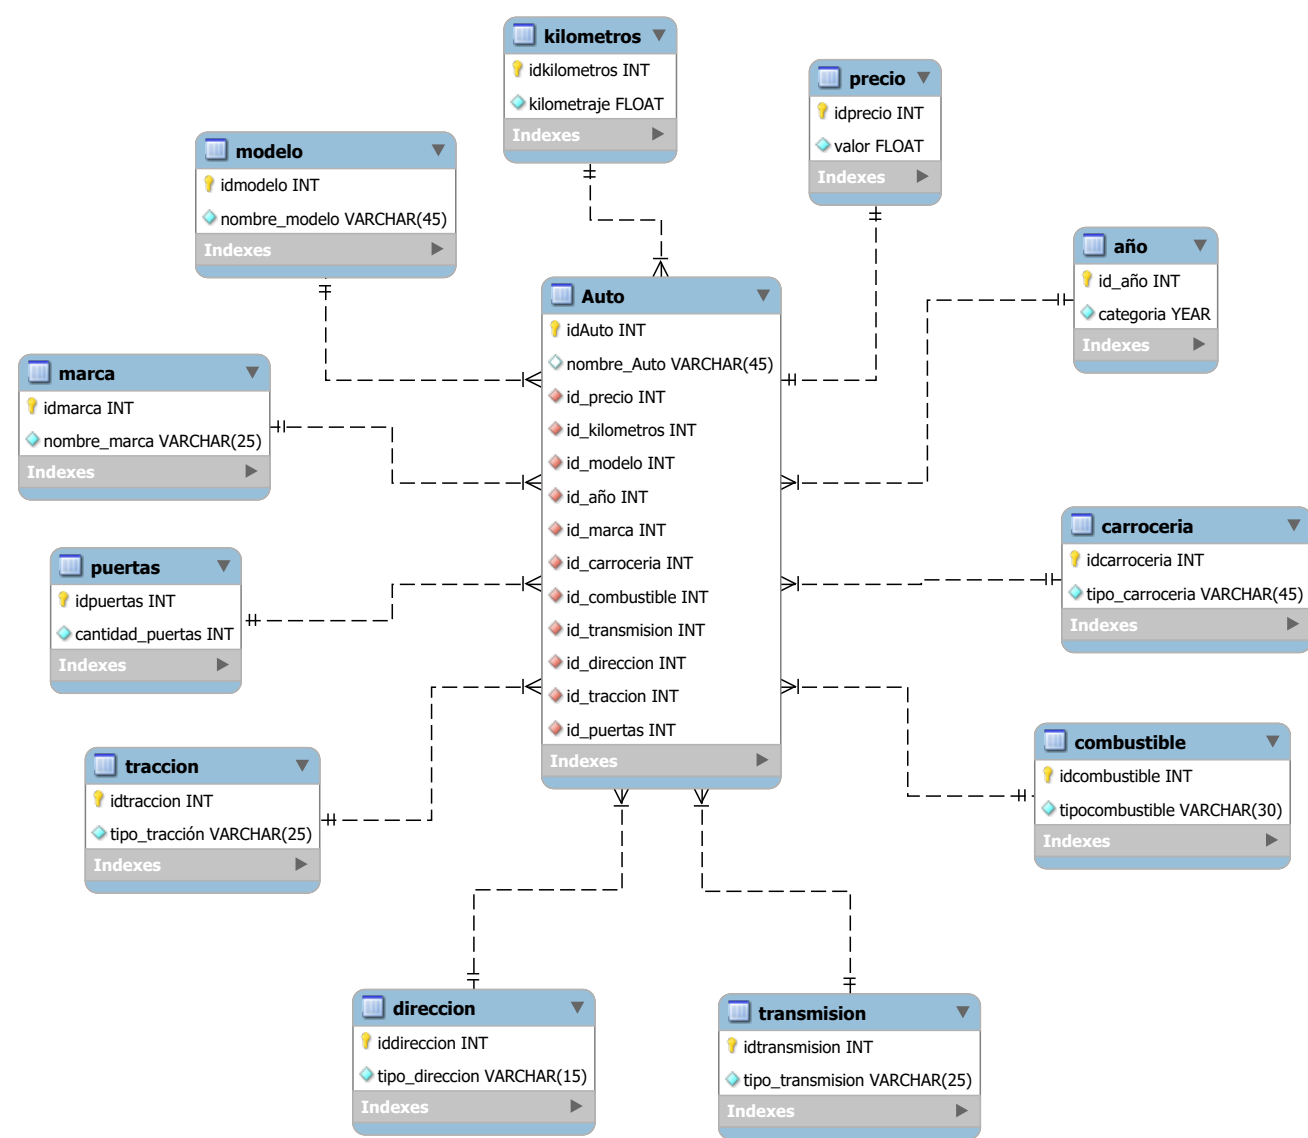 kilometros
idkilometros INT
kilometraje FLOAT
Indexes
precio
idprecio INT
valor FLOAT
Indexes
modelo
idmodelo INT
nombre_modelo VARCHAR(45)
Indexes
año
id_año INT
categoria YEAR
Indexes
Auto
idAuto INT
nombre_Auto VARCHAR(45)
id_precio INT
id_kilometros INT
id_modelo INT
id_año INT
id_marca INT
id_carroceria INT
id_combustible INT
id_transmision INT
id_direccion INT
id_traccion INT
id_puertas INT
Indexes
marca
idmarca INT
nombre_marca VARCHAR(25)
Indexes
carroceria
idcarroceria INT
tipo_carroceria VARCHAR(45)
Indexes
puertas
idpuertas INT
cantidad_puertas INT
Indexes
combustible
idcombustible INT
tipocombustible VARCHAR(30)
Indexes
traccion
idtraccion INT
tipo_tracción VARCHAR(25)
Indexes
direccion
iddireccion INT
tipo_direccion VARCHAR(15)
Indexes
transmision
idtransmision INT
tipo_transmision VARCHAR(25)
Indexes